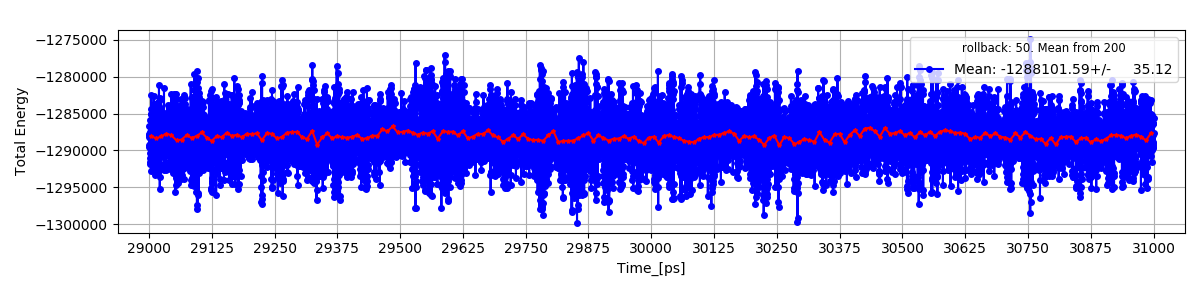 rollback: 50. Mean from 200
Mean: -1288101.59+/- 35.12
Total Energy
−1275000
−1280000
−1285000
−1290000
−1295000
−1300000
29000 29125 29250 29375 29500 29625 29750 29875 30000 30125 30250 30375 30500 30625 30750 30875 31000
Time_[ps]